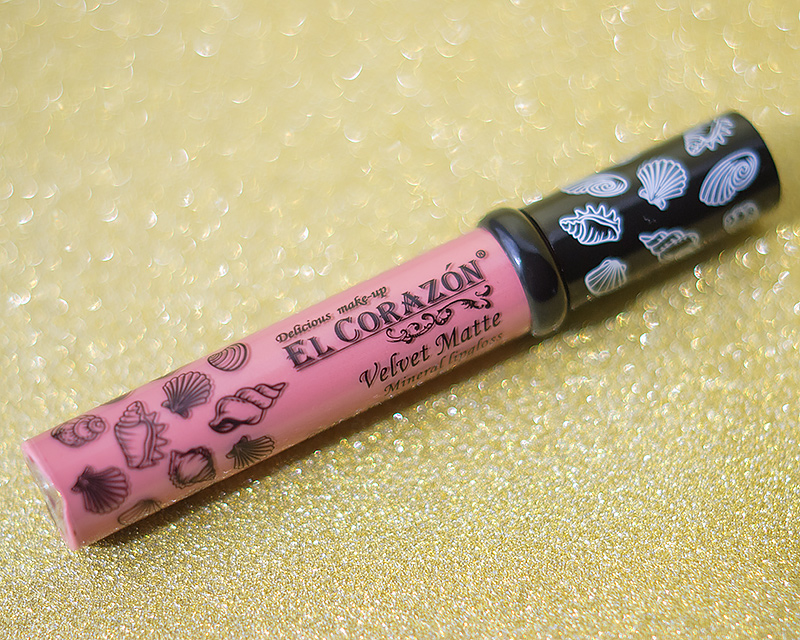 Delicious make-up
EL CORAZÓN®
Velvet Matte
Mineral lipgloss